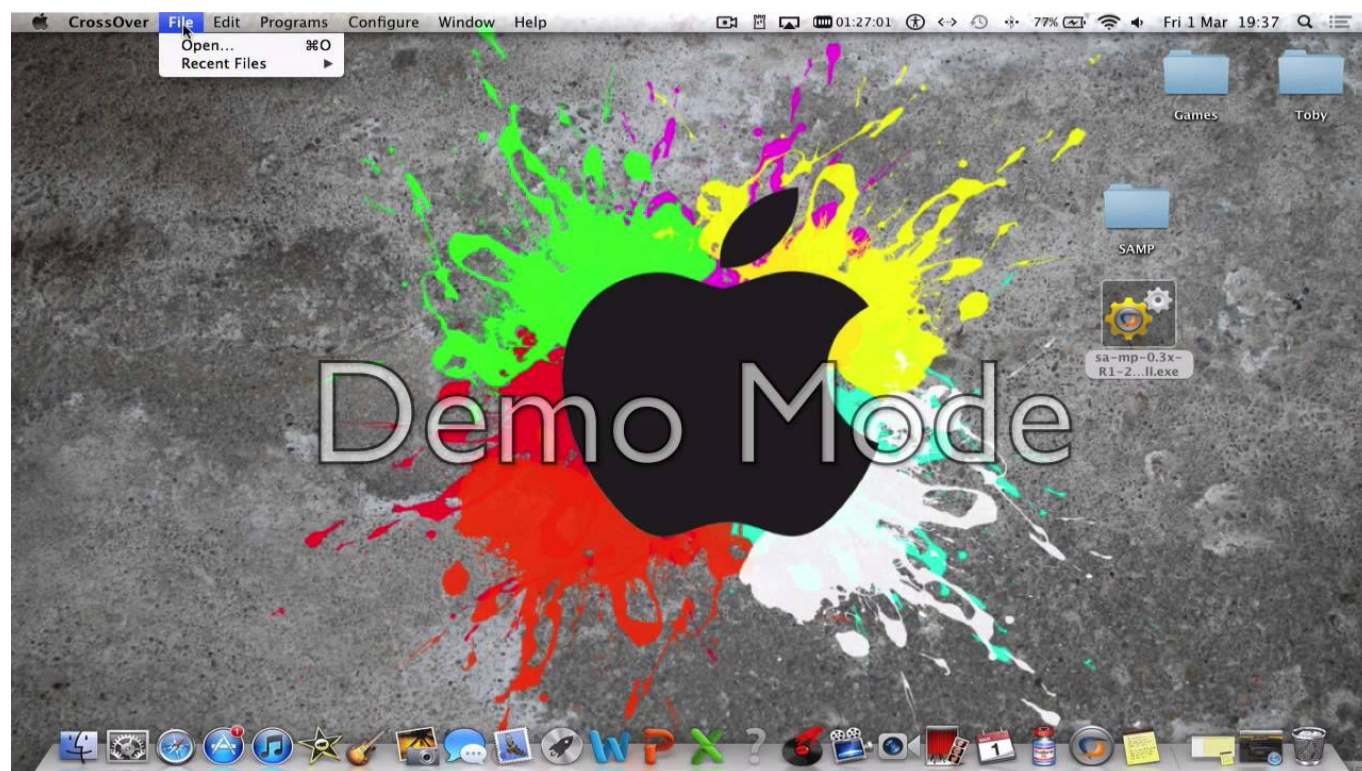 CrossOver File Edit Programs Configure Window Help 01:27:01 77% Fri 1 Mar 19:37
Open... ⌘O
Recent Files
Games Toby
SAMP
sa-mp-0.3x-
R1-2...ll.exe
Demo Mode
1
W P X ?
1